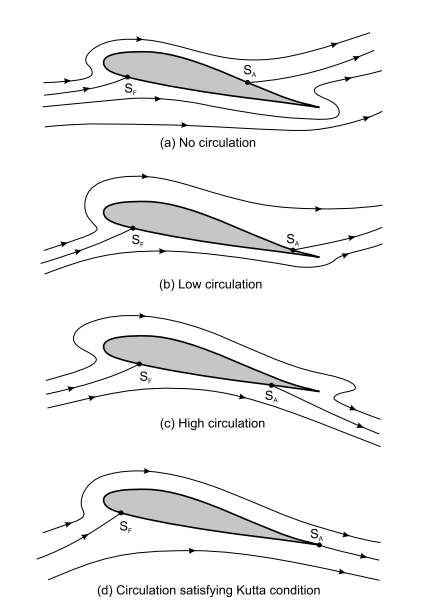 S_A
S_F
(a) No circulation
S_A
S_F
(b) Low circulation
S_F
S_A
(c) High circulation
S_F
S_A
(d) Circulation satisfying Kutta condition